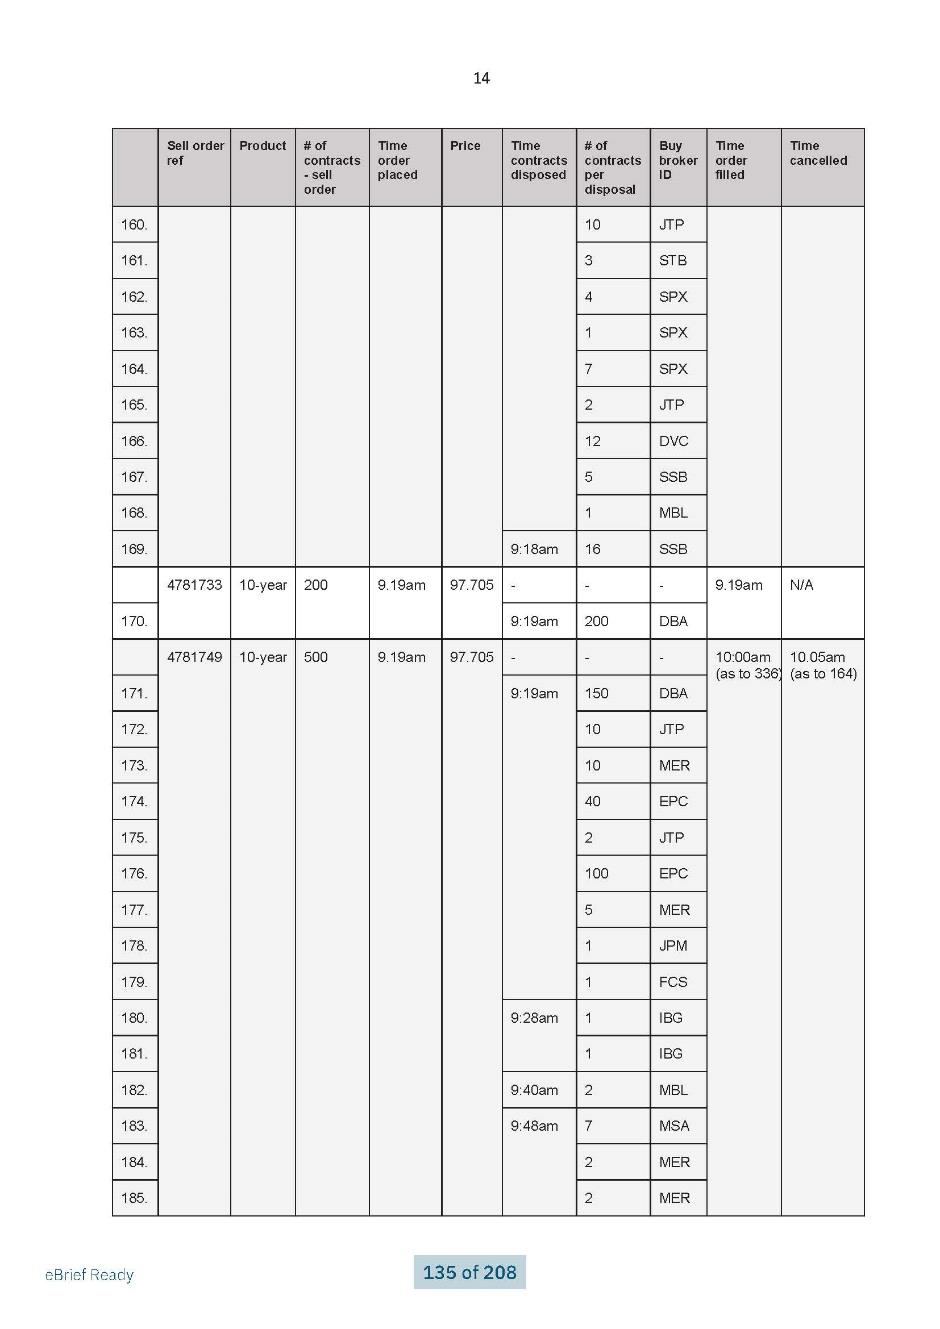 14
Sell order ref | Product | # of contracts - sell order | Time order placed | Price | Time contracts disposed | # of contracts per disposal | Buy broker ID | Time order filled | Time cancelled
160. 10 JTP
161. 3 STB
162. 4 SPX
163. 1 SPX
164. 7 SPX
165. 2 JTP
166. 12 DVC
167. 5 SSB
168. 1 MBL
169. 9:18am 16 SSB
4781733 10-year 200 9.19am 97.705 - - - 9.19am N/A
170. 9:19am 200 DBA
4781749 10-year 500 9.19am 97.705 - - - 10:00am (as to 336) 10.05am (as to 164)
171. 9:19am 150 DBA
172. 10 JTP
173. 10 MER
174. 40 EPC
175. 2 JTP
176. 100 EPC
177. 5 MER
178. 1 JPM
179. 1 FCS
180. 9:28am 1 IBG
181. 1 IBG
182. 9:40am 2 MBL
183. 9:48am 7 MSA
184. 2 MER
185. 2 MER
eBrief Ready
135 of 208